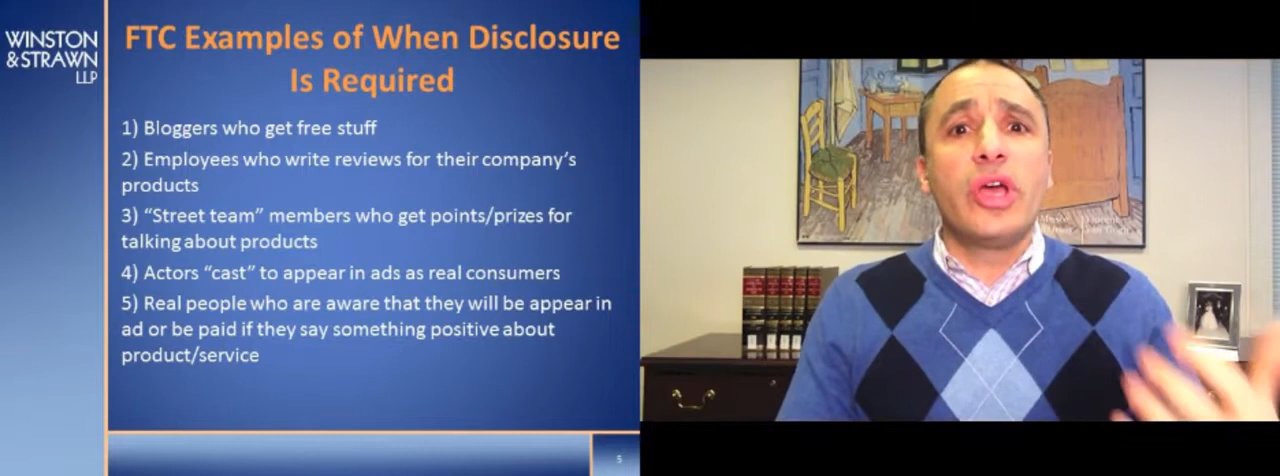 WINSTON
& STRAWN
LLP
FTC Examples of When Disclosure
Is Required
1) Bloggers who get free stuff
2) Employees who write reviews for their company's
products
3) “Street team” members who get points/prizes for
talking about products
4) Actors “cast” to appear in ads as real consumers
5) Real people who are aware that they will be appear in
ad or be paid if they say something positive about
product/service
5